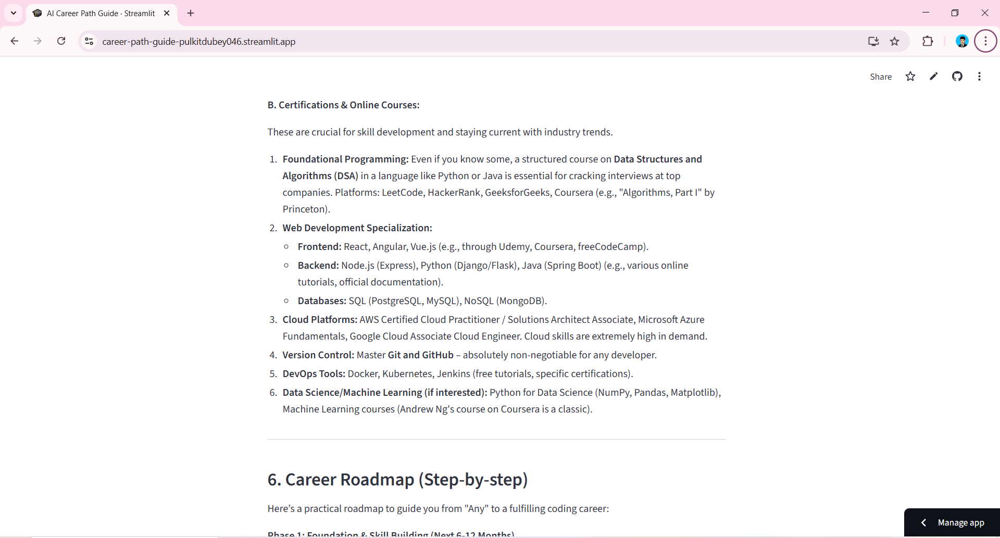 AI Career Path Guide · Streamlit
career-path-guide-pulkitdubey046.streamlit.app
Share
B. Certifications & Online Courses:
These are crucial for skill development and staying current with industry trends.
1. Foundational Programming: Even if you know some, a structured course on Data Structures and
Algorithms (DSA) in a language like Python or Java is essential for cracking interviews at top
companies. Platforms: LeetCode, HackerRank, GeeksforGeeks, Coursera (e.g., "Algorithms, Part I" by
Princeton).
2. Web Development Specialization:
Frontend: React, Angular, Vue.js (e.g., through Udemy, Coursera, freeCodeCamp).
Backend: Node.js (Express), Python (Django/Flask), Java (Spring Boot) (e.g., various online
tutorials, official documentation).
Databases: SQL (PostgreSQL, MySQL), NoSQL (MongoDB).
3. Cloud Platforms: AWS Certified Cloud Practitioner / Solutions Architect Associate, Microsoft Azure
Fundamentals, Google Cloud Associate Cloud Engineer. Cloud skills are extremely high in demand.
4. Version Control: Master Git and GitHub – absolutely non-negotiable for any developer.
5. DevOps Tools: Docker, Kubernetes, Jenkins (free tutorials, specific certifications).
6. Data Science/Machine Learning (if interested): Python for Data Science (NumPy, Pandas, Matplotlib),
Machine Learning courses (Andrew Ng's course on Coursera is a classic).
6. Career Roadmap (Step-by-step)
Here’s a practical roadmap to guide you from "Any" to a fulfilling coding career:
Phase 1: Foundation & Skill Building (Next 6-12 Months)
Manage app